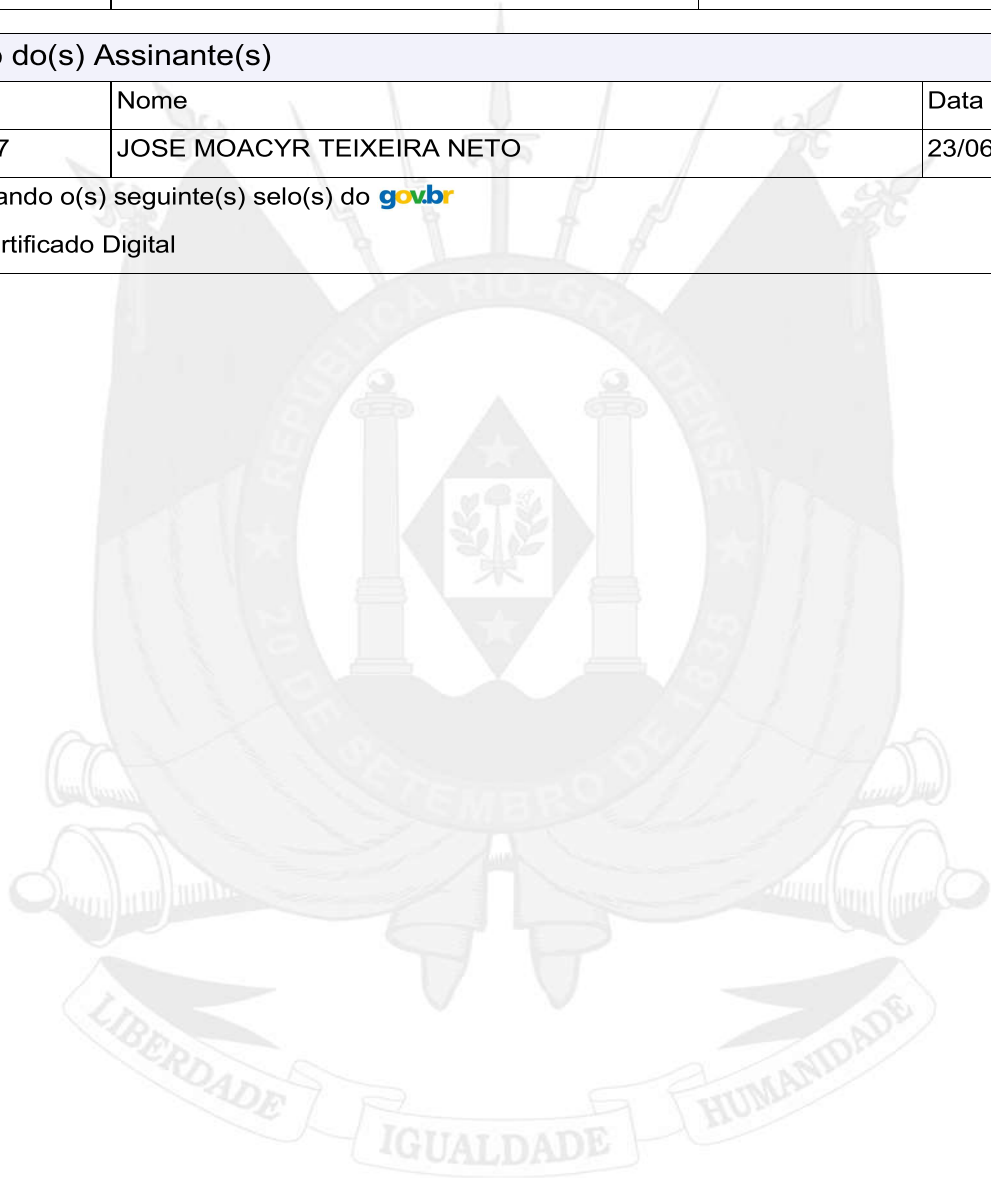 o do(s) Assinante(s)
Nome
Data
7
JOSE MOACYR TEIXEIRA NETO
23/06
ando o(s) seguinte(s) selo(s) do gov.br
rtificado Digital
REPÚBLICA RIO-GRANDENSE
20 DE SETEMBRO DE 1835
LIBERDADE
IGUALDADE
HUMANIDADE